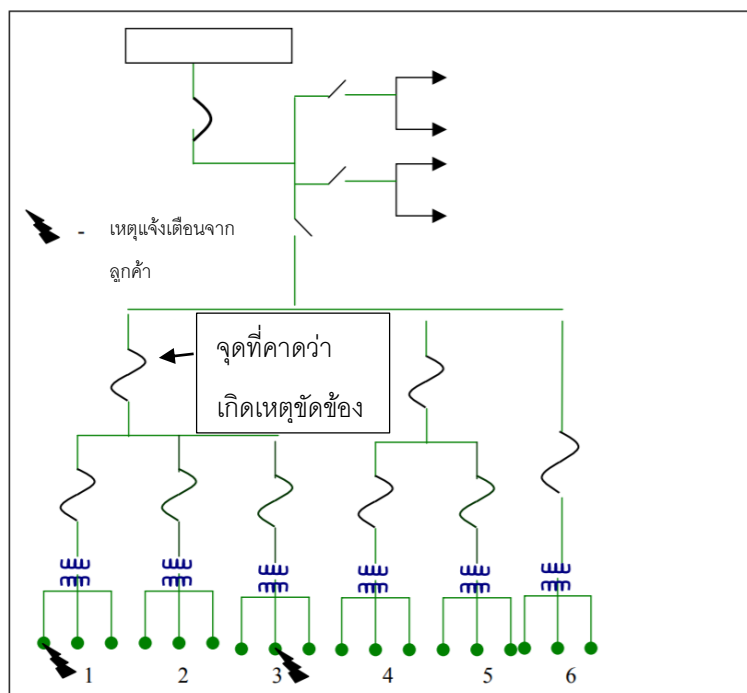 - เหตุแจ้งเตือนจาก
ลูกค้า
จุดที่คาดว่า
เกิดเหตุขัดข้อง
1 2 3 4 5 6